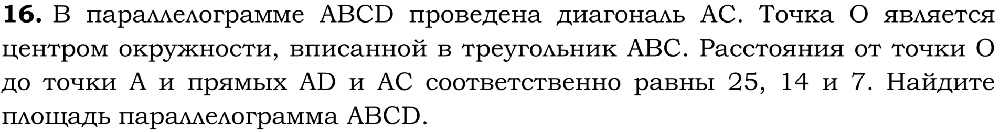 16. В параллелограмме ABCD проведена диагональ AC. Точка O является
центром окружности, вписанной в треугольник ABC. Расстояния от точки O
до точки A и прямых AD и AC соответственно равны 25, 14 и 7. Найдите
площадь параллелограмма ABCD.